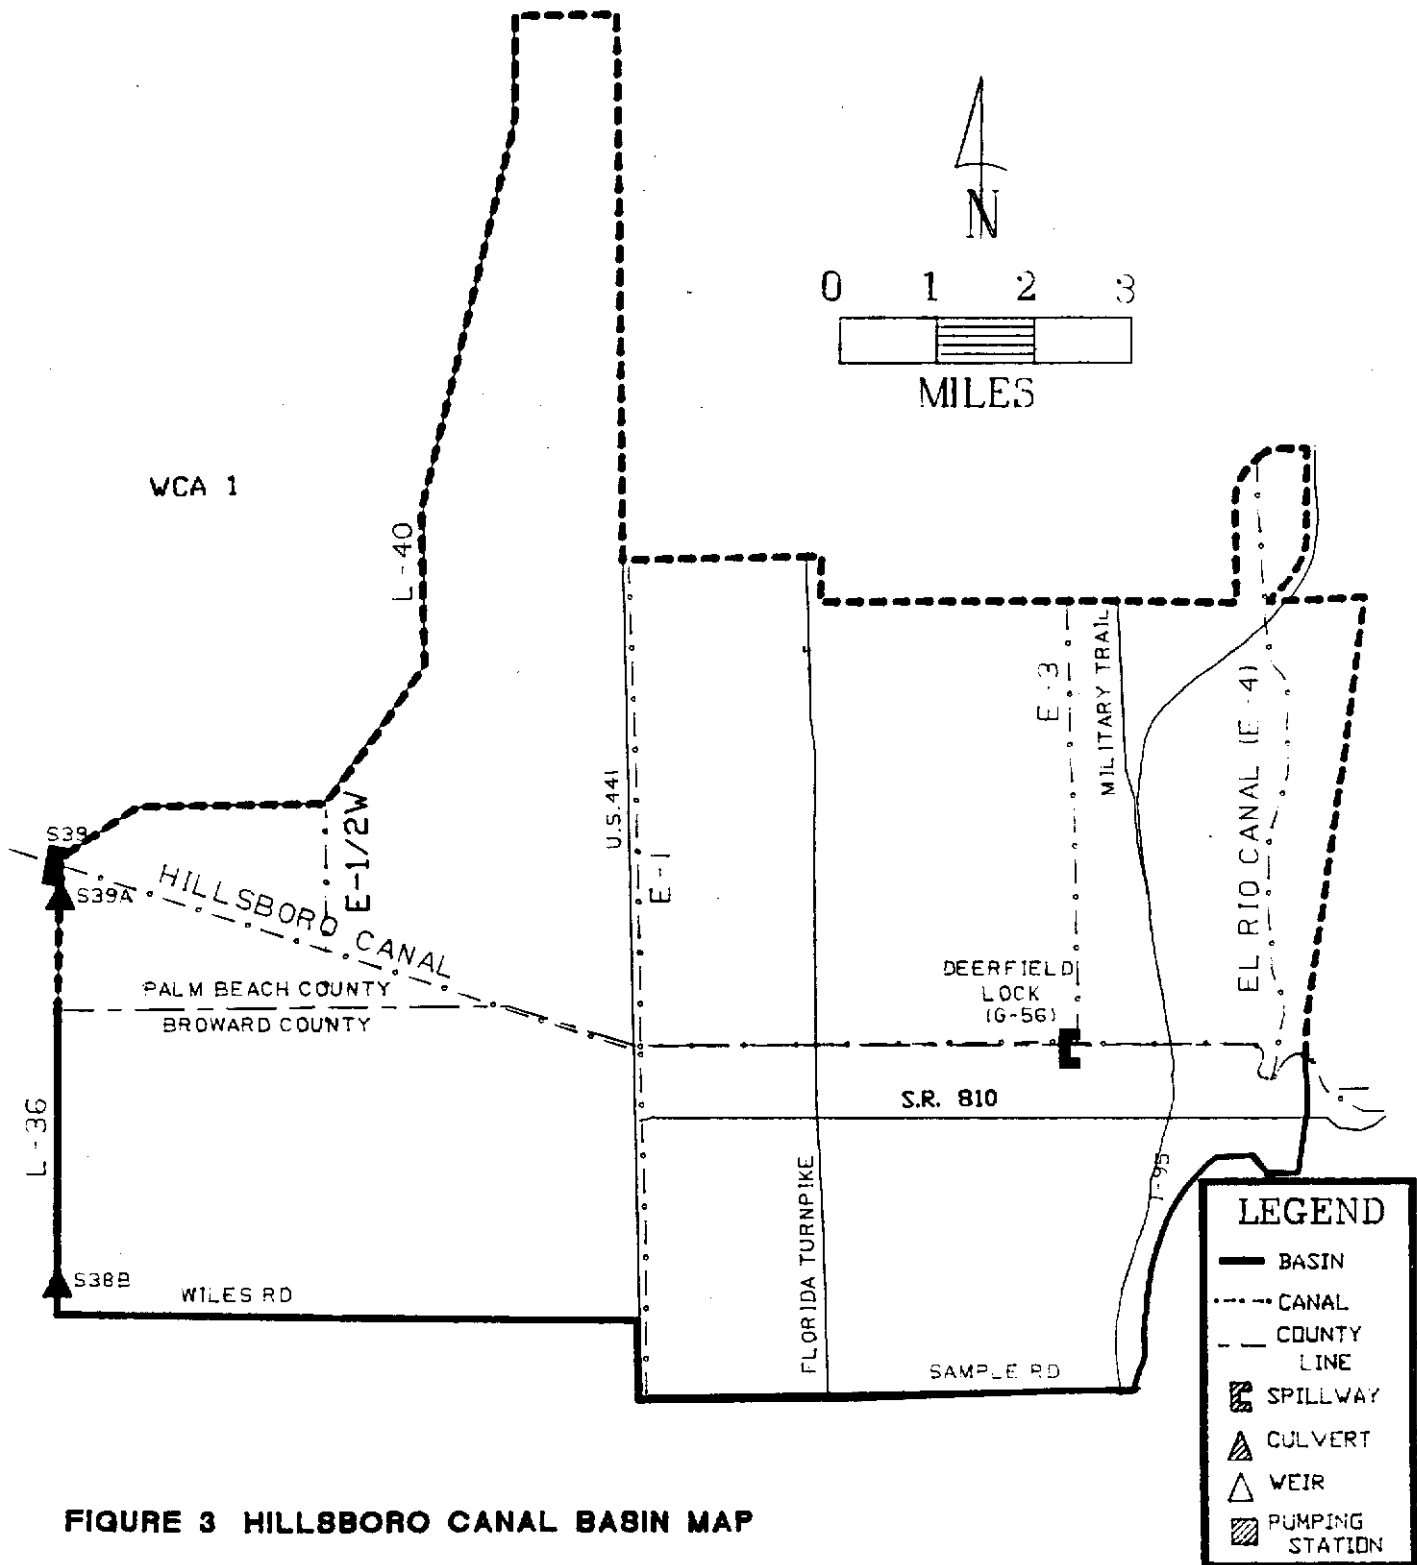 N
0 1 2 3
MILES
WCA 1
L-40
E-3
MILITARY TRAIL
EL RIO CANAL (E-4)
U.S.441
E-1
S39
S39A
E-1/2W
HILLSBORO CANAL
DEERFIELD
LOCK
(G-56)
PALM BEACH COUNTY
BROWARD COUNTY
S.R. 810
L-36
FLORIDA TURNPIKE
I-95
S38B
WILES RD
SAMPLE RD
LEGEND
BASIN
CANAL
COUNTY
LINE
SPILLWAY
CULVERT
WEIR
PUMPING
STATION
FIGURE 3 HILLSBORO CANAL BASIN MAP